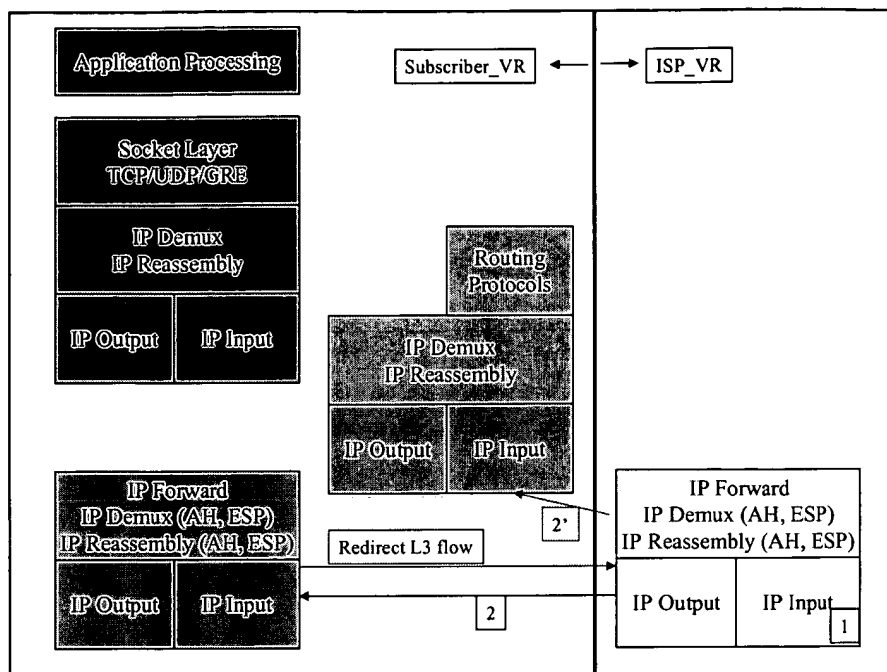 Application Processing
Subscriber_VR
ISP_VR
Socket Layer
TCP/UDP/GRE
IP Demux
IP Reassembly
IP Output
IP Input
Routing
Protocols
IP Demux
IP Reassembly
IP Output
IP Input
IP Forward
IP Demux (AH, ESP)
IP Reassembly (AH, ESP)
IP Output
IP Input
2'
Redirect L3 flow
2
IP Forward
IP Demux (AH, ESP)
IP Reassembly (AH, ESP)
IP Output
IP Input
1